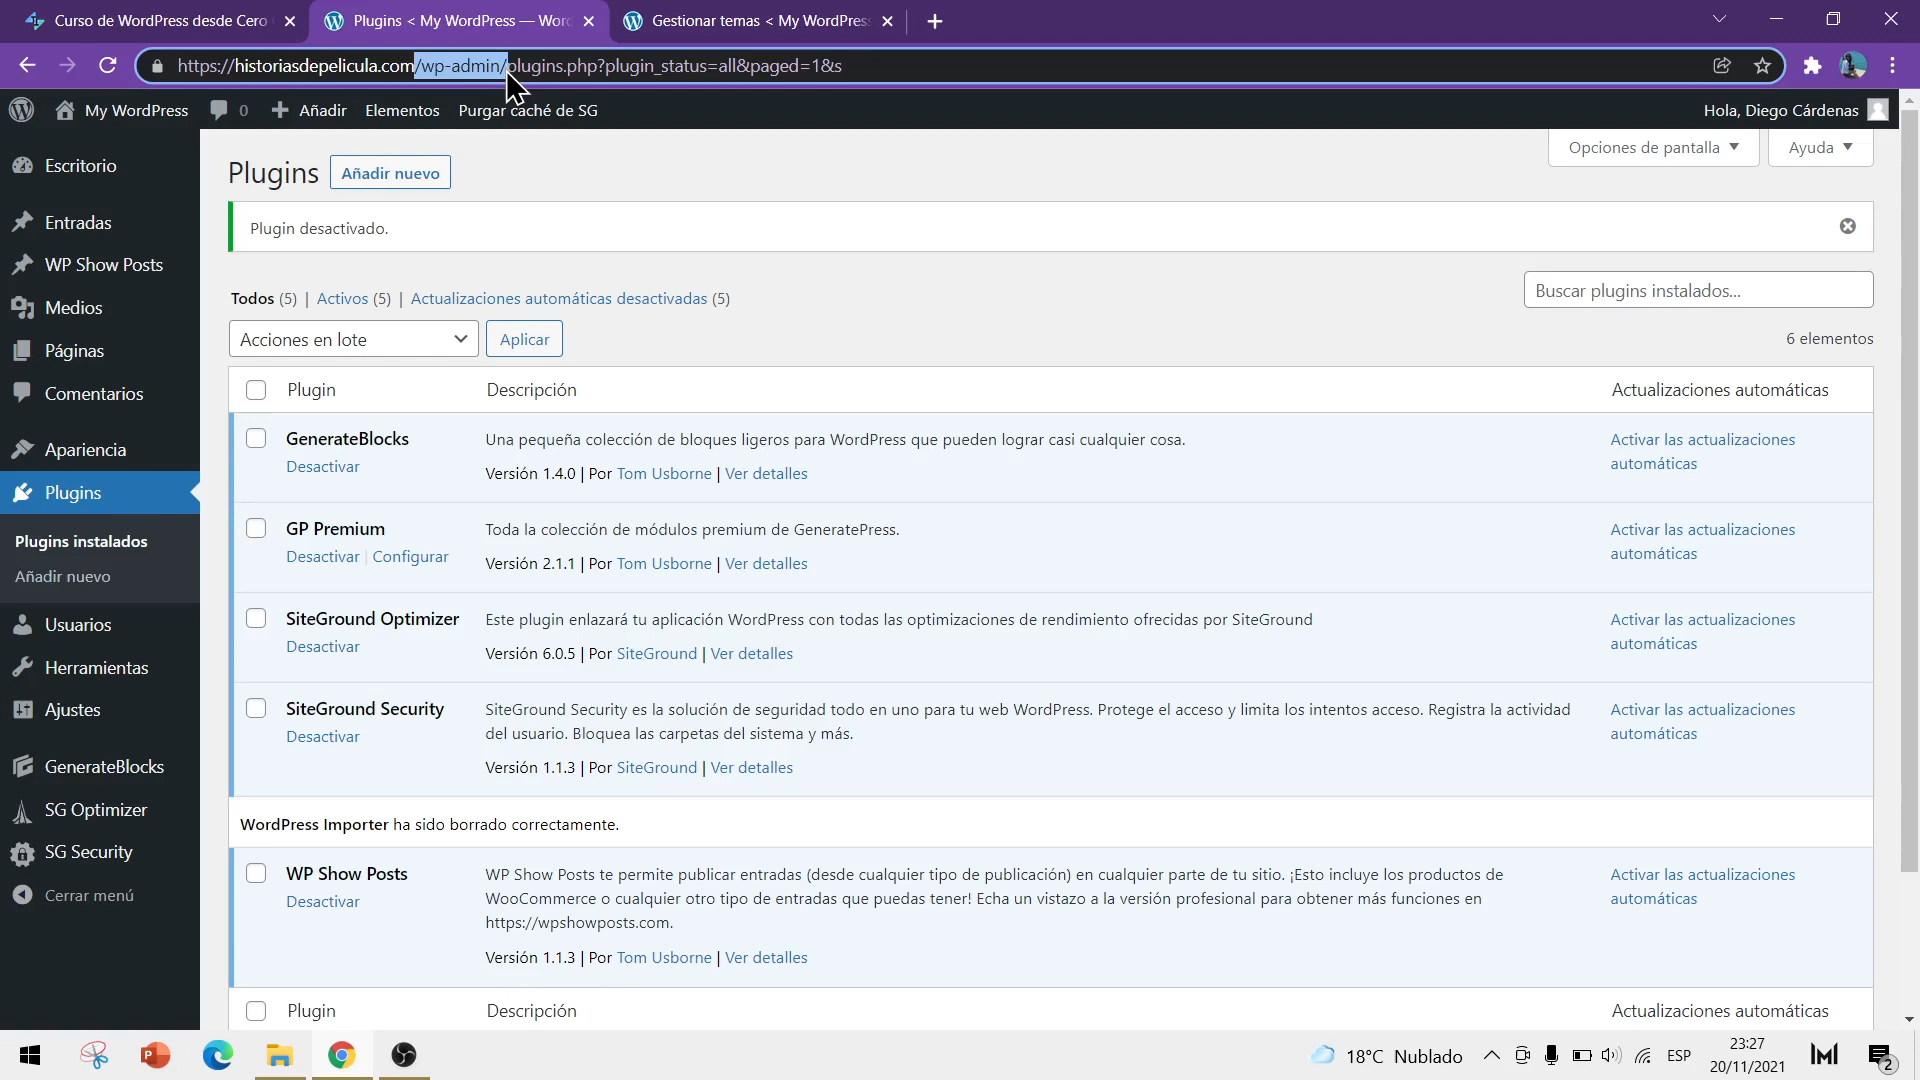 Curso de WordPress desde Cero
Plugins < My WordPress — Word
Gestionar temas < My WordPress
https://historiasdepelicula.com/wp-admin/plugins.php?plugin_status=all&paged=1&s
My WordPress
0
Añadir
Elementos
Purgar caché de SG
Hola, Diego Cárdenas
Escritorio
Entradas
WP Show Posts
Medios
Páginas
Comentarios
Apariencia
Plugins
Plugins instalados
Añadir nuevo
Usuarios
Herramientas
Ajustes
GenerateBlocks
SG Optimizer
SG Security
Cerrar menú
Opciones de pantalla
Ayuda
Plugins
Añadir nuevo
Plugin desactivado.
Todos (5) | Activos (5) | Actualizaciones automáticas desactivadas (5)
Buscar plugins instalados...
Acciones en lote
Aplicar
6 elementos
Plugin
Descripción
Actualizaciones automáticas
GenerateBlocks
Desactivar
Una pequeña colección de bloques ligeros para WordPress que pueden lograr casi cualquier cosa.
Versión 1.4.0 | Por Tom Usborne | Ver detalles
Activar las actualizaciones
automáticas
GP Premium
Desactivar | Configurar
Toda la colección de módulos premium de GeneratePress.
Versión 2.1.1 | Por Tom Usborne | Ver detalles
Activar las actualizaciones
automáticas
SiteGround Optimizer
Desactivar
Este plugin enlazará tu aplicación WordPress con todas las optimizaciones de rendimiento ofrecidas por SiteGround
Versión 6.0.5 | Por SiteGround | Ver detalles
Activar las actualizaciones
automáticas
SiteGround Security
Desactivar
SiteGround Security es la solución de seguridad todo en uno para tu web WordPress. Protege el acceso y limita los intentos acceso. Registra la actividad
del usuario. Bloquea las carpetas del sistema y más.
Versión 1.1.3 | Por SiteGround | Ver detalles
Activar las actualizaciones
automáticas
WordPress Importer ha sido borrado correctamente.
WP Show Posts
Desactivar
WP Show Posts te permite publicar entradas (desde cualquier tipo de publicación) en cualquier parte de tu sitio. ¡Esto incluye los productos de
WooCommerce o cualquier otro tipo de entradas que puedas tener! Echa un vistazo a la versión profesional para obtener más funciones en
https://wpshowposts.com.
Versión 1.1.3 | Por Tom Usborne | Ver detalles
Activar las actualizaciones
automáticas
Plugin
Descripción
Actualizaciones automáticas
18°C Nublado
ESP
23:27
20/11/2021
2